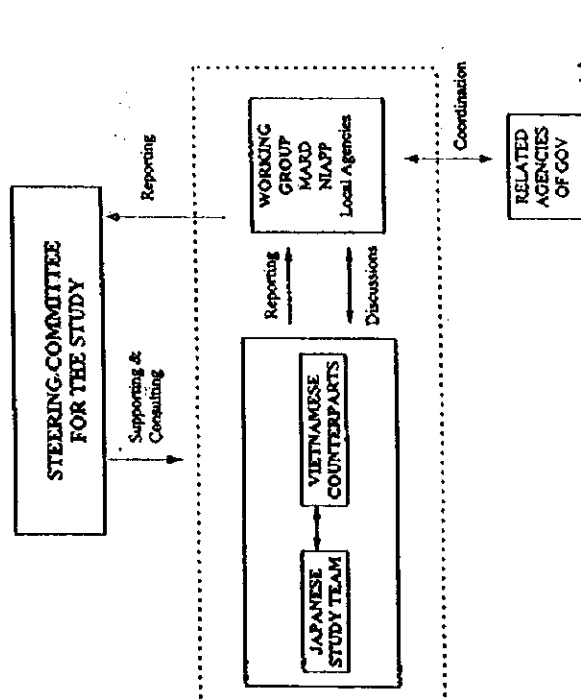 STEERING COMMITTEE
FOR THE STUDY
Supporting &
Consulting
Reporting
JAPANESE
STUDY TEAM
VIETNAMESE
COUNTERPARTS
Reporting
Discussions
WORKING
GROUP
MARD
NIAPP
Local Agencies
Coordination
RELATED
AGENCIES
OF GOV